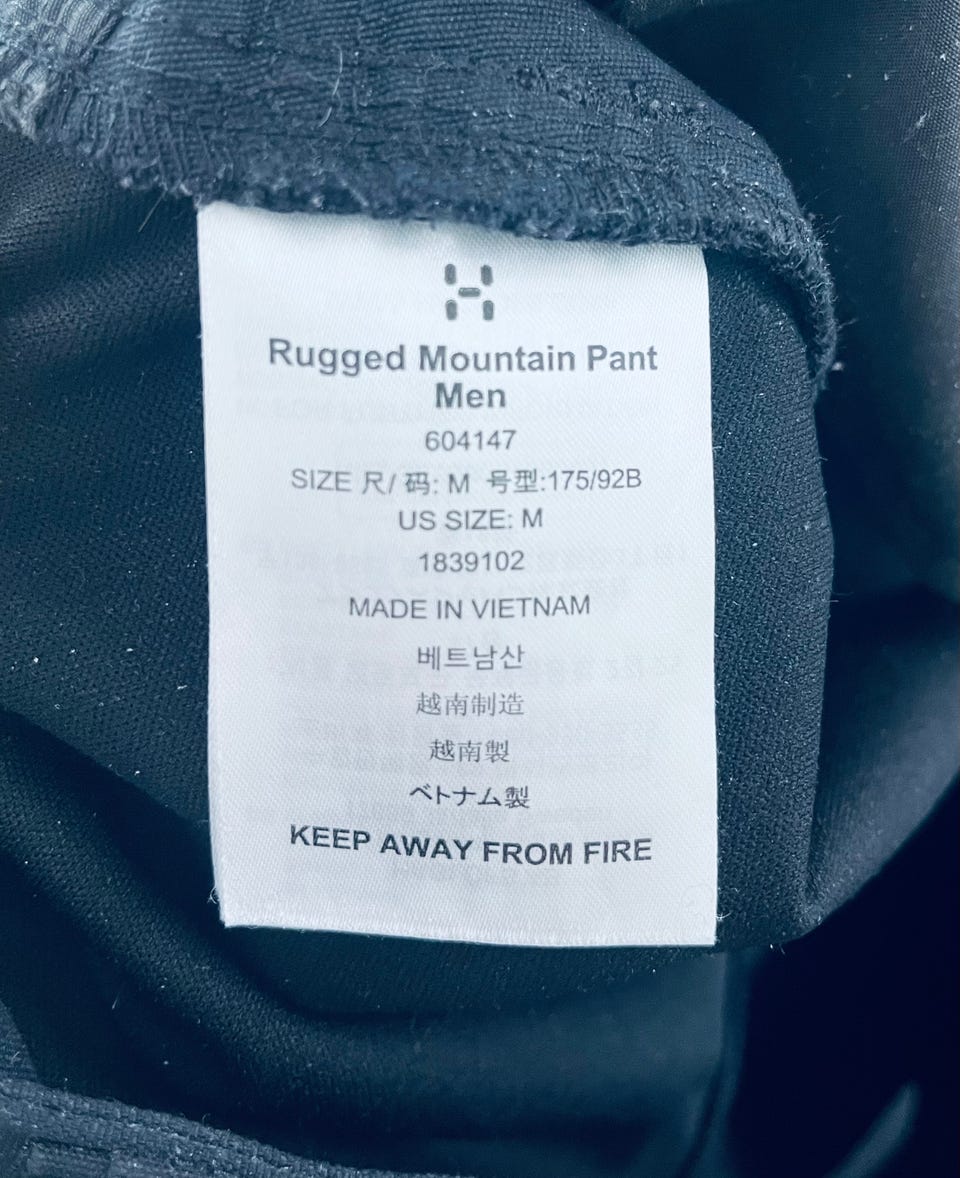 Rugged Mountain Pant
Men
604147
SIZE 尺/ 码: M 号型:175/92B
US SIZE: M
1839102
MADE IN VIETNAM
베트남산
越南制造
越南製
ベトナム製
KEEP AWAY FROM FIRE